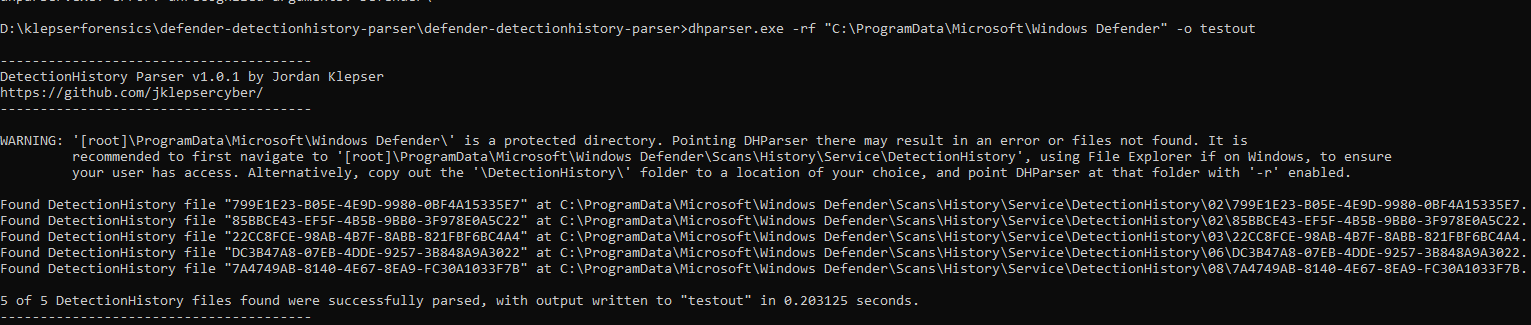 dhparser.exe: error: unrecognized arguments: Defender\
D:\klepserforensics\defender-detectionhistory-parser\defender-detectionhistory-parser>dhparser.exe -rf "C:\ProgramData\Microsoft\Windows Defender" -o testout
---------------------------------------
DetectionHistory Parser v1.0.1 by Jordan Klepser
https://github.com/jklepsercyber/
---------------------------------------
WARNING: '[root]\ProgramData\Microsoft\Windows Defender\' is a protected directory. Pointing DHParser there may result in an error or files not found. It is
recommended to first navigate to '[root]\ProgramData\Microsoft\Windows Defender\Scans\History\Service\DetectionHistory', using File Explorer if on Windows, to ensure
your user has access. Alternatively, copy out the '\DetectionHistory\' folder to a location of your choice, and point DHParser at that folder with '-r' enabled.
Found DetectionHistory file "799E1E23-B05E-4E9D-9980-0BF4A15335E7" at C:\ProgramData\Microsoft\Windows Defender\Scans\History\Service\DetectionHistory\02\799E1E23-B05E-4E9D-9980-0BF4A15335E7.
Found DetectionHistory file "85BBCE43-EF5F-4B5B-9BB0-3F978E0A5C22" at C:\ProgramData\Microsoft\Windows Defender\Scans\History\Service\DetectionHistory\02\85BBCE43-EF5F-4B5B-9BB0-3F978E0A5C22.
Found DetectionHistory file "22CC8FCE-98AB-4B7F-8ABB-821FBF6BC4A4" at C:\ProgramData\Microsoft\Windows Defender\Scans\History\Service\DetectionHistory\03\22CC8FCE-98AB-4B7F-8ABB-821FBF6BC4A4.
Found DetectionHistory file "DC3B47A8-07EB-4DDE-9257-3B848A9A3022" at C:\ProgramData\Microsoft\Windows Defender\Scans\History\Service\DetectionHistory\06\DC3B47A8-07EB-4DDE-9257-3B848A9A3022.
Found DetectionHistory file "7A4749AB-8140-4E67-8EA9-FC30A1033F7B" at C:\ProgramData\Microsoft\Windows Defender\Scans\History\Service\DetectionHistory\08\7A4749AB-8140-4E67-8EA9-FC30A1033F7B.
5 of 5 DetectionHistory files found were successfully parsed, with output written to "testout" in 0.203125 seconds.
---------------------------------------